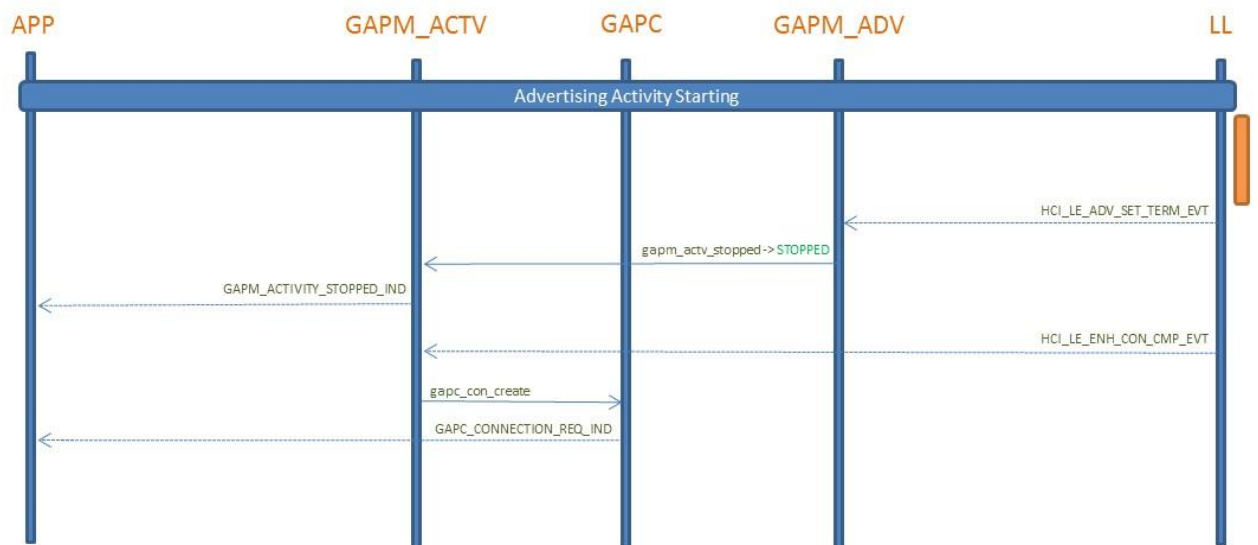 APP GAPM_ACTV GAPC GAPM_ADV LL
Advertising Activity Starting
HCI_LE_ADV_SET_TERM_EVT
gapm_actv_stopped -> STOPPED
GAPM_ACTIVITY_STOPPED_IND
HCI_LE_ENH_CON_CMP_EVT
gapc_con_create
GAPC_CONNECTION_REQ_IND